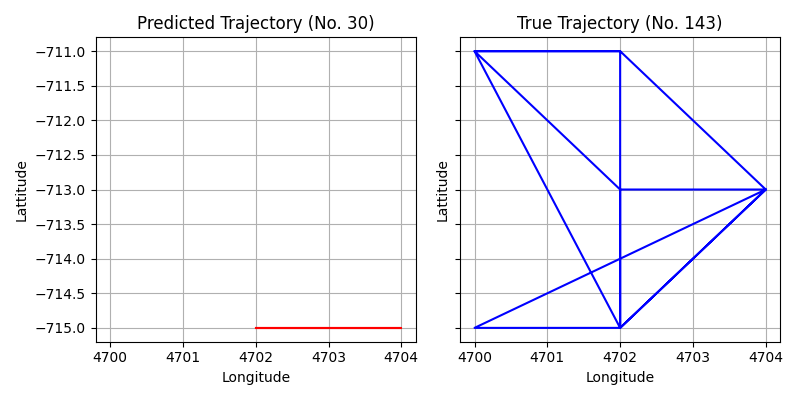 Predicted Trajectory (No. 30)
Lattitude
−711.0
−711.5
−712.0
−712.5
−713.0
−713.5
−714.0
−714.5
−715.0
4700 4701 4702 4703 4704
Longitude
True Trajectory (No. 143)
Lattitude
4700 4701 4702 4703 4704
Longitude